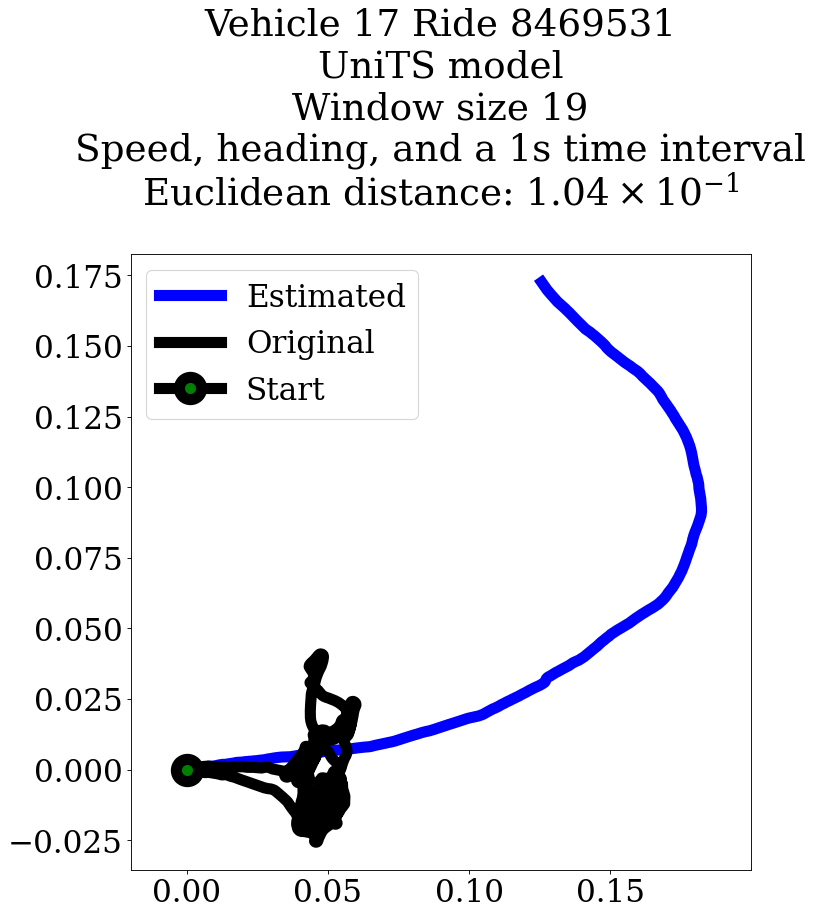 Vehicle 17 Ride 8469531
UniTS model
Window size 19
Speed, heading, and a 1s time interval
Euclidean distance: 1.04 × 10⁻¹
Estimated
Original
Start
0.175
0.150
0.125
0.100
0.075
0.050
0.025
0.000
−0.025
0.00 0.05 0.10 0.15